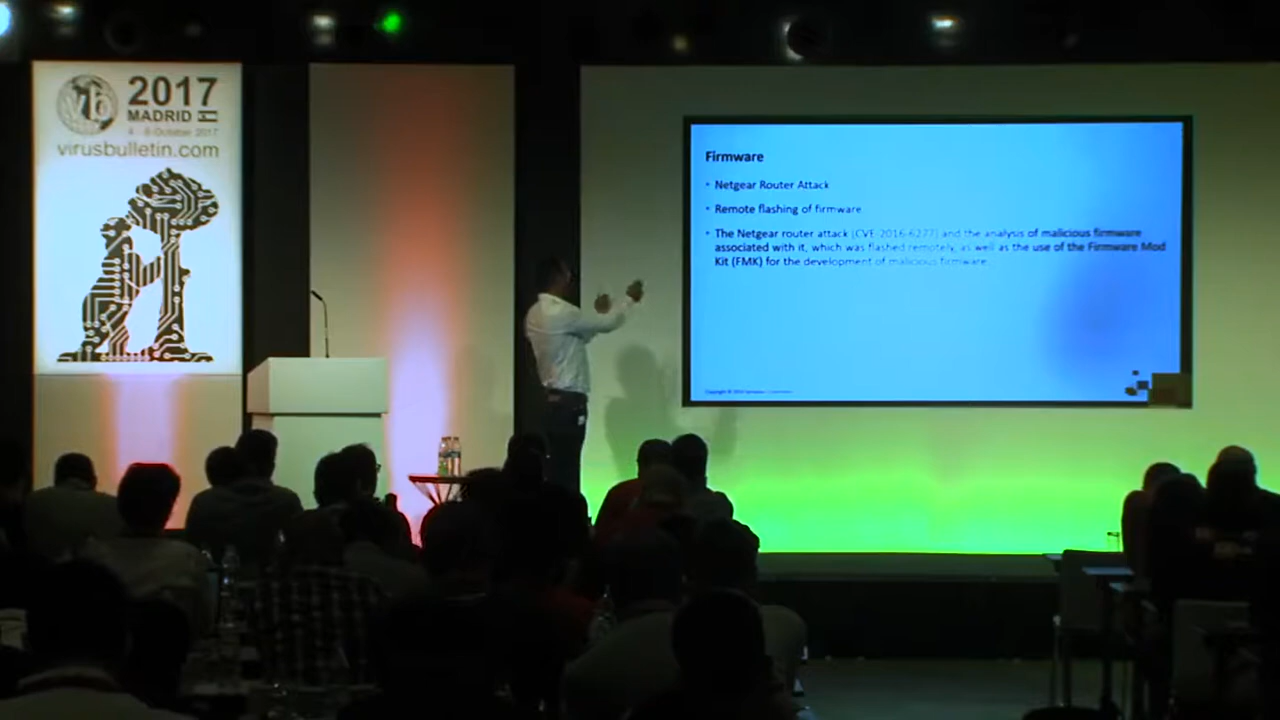 vb
2017
MADRID
4 - 6 October 2017
virusbulletin.com
Firmware
• Netgear Router Attack
• Remote flashing of firmware
• The Netgear router attack (CVE-2016-6277) and the analysis of malicious firmware
associated with it, which was flashed remotely, as well as the use of the Firmware Mod
Kit (FMK) for the development of malicious firmware.